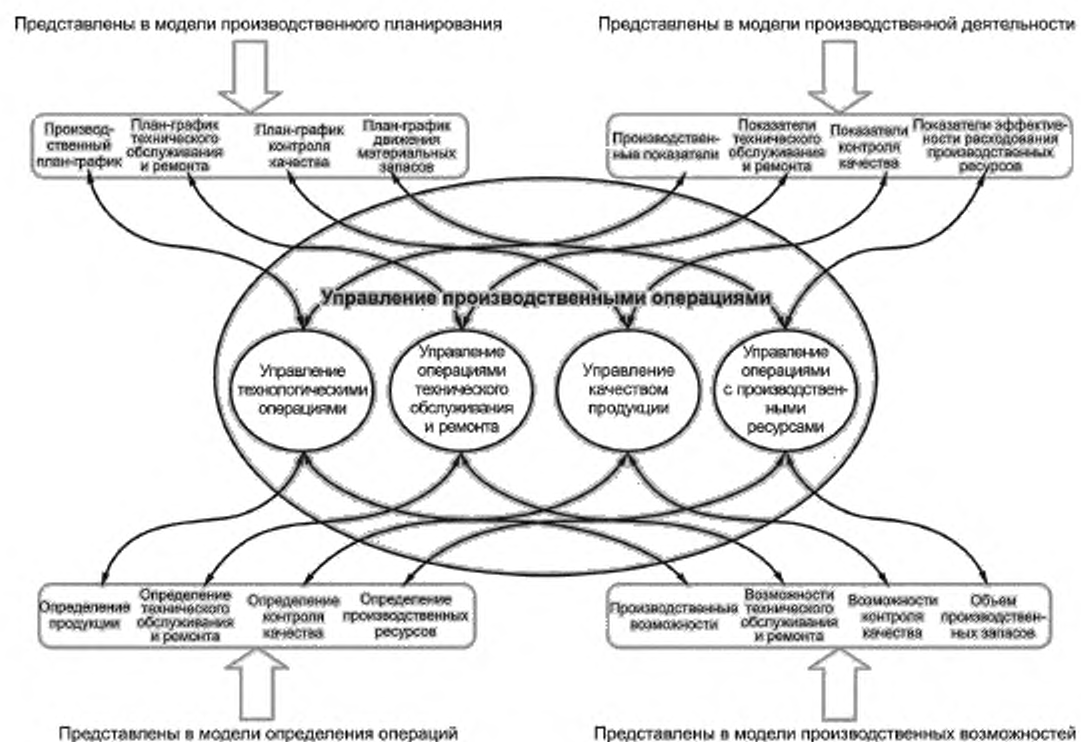 Представлены в модели производственного планирования
Представлены в модели производственной деятельности
Производ-
ственный
план-график
План-график
технического
обслуживания
и ремонта
План-график
контроля
качества
План-график
движения
материальных
запасов
Производствен-
ные показатели
Показатели
технического
обслуживания
и ремонта
Показатели
контроля
качества
Показатели эффектив-
ности расходования
производственных
ресурсов
Управление производственными операциями
Управление
технологическими
операциями
Управление
операциями
технического
обслуживания
и ремонта
Управление
качеством
продукции
Управление
операциями
с производствен-
ными
ресурсами
Определение
продукции
Определение
технического
обслуживания
и ремонта
Определение
контроля
качества
Определение
производственных
ресурсов
Производственные
возможности
Возможности
технического
обслуживания
и ремонта
Возможности
контроля
качества
Объем
производствен-
ных запасов
Представлены в модели определения операций
Представлены в модели производственных возможностей